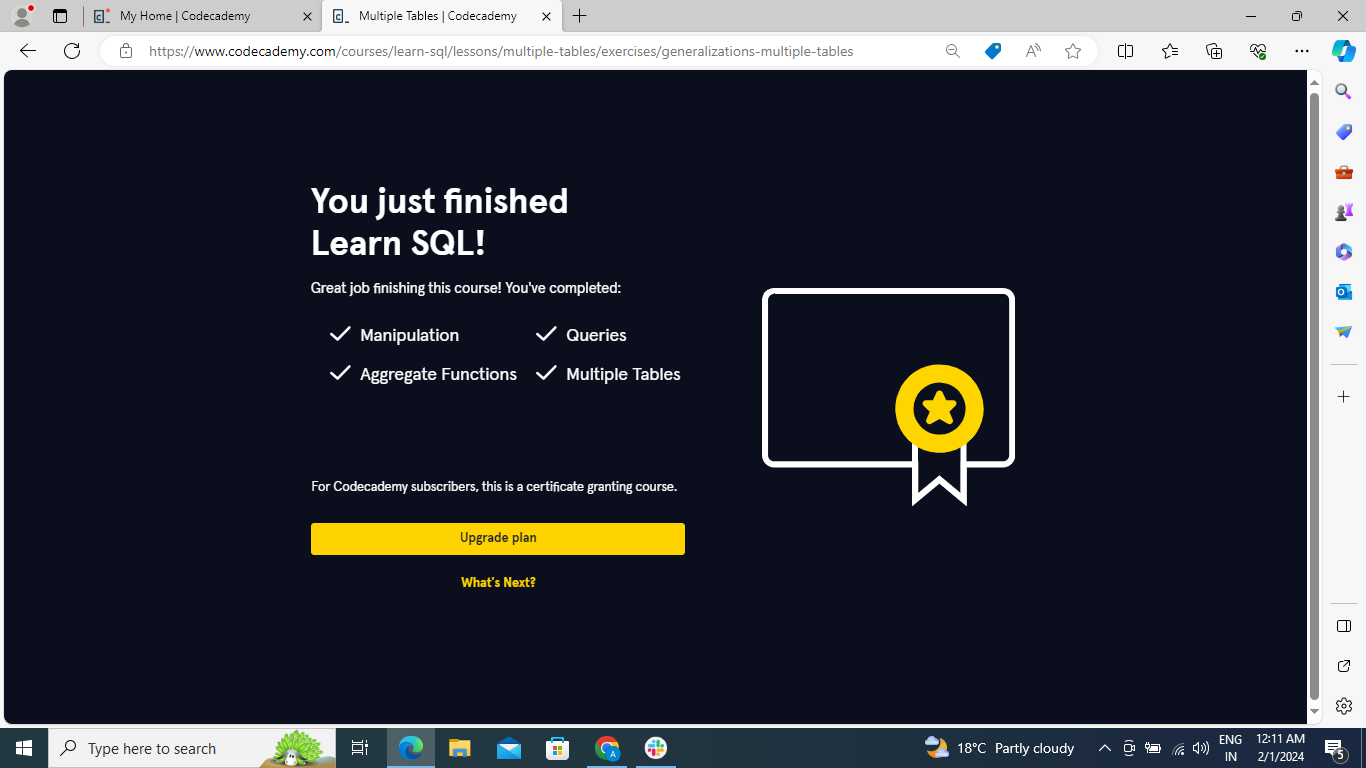 My Home | Codecademy
Multiple Tables | Codecademy
https://www.codecademy.com/courses/learn-sql/lessons/multiple-tables/exercises/generalizations-multiple-tables
You just finished
Learn SQL!
Great job finishing this course! You've completed:
Manipulation
Queries
Aggregate Functions
Multiple Tables
For Codecademy subscribers, this is a certificate granting course.
Upgrade plan
What's Next?
Type here to search
18°C Partly cloudy
ENG
IN
12:11 AM
2/1/2024
5